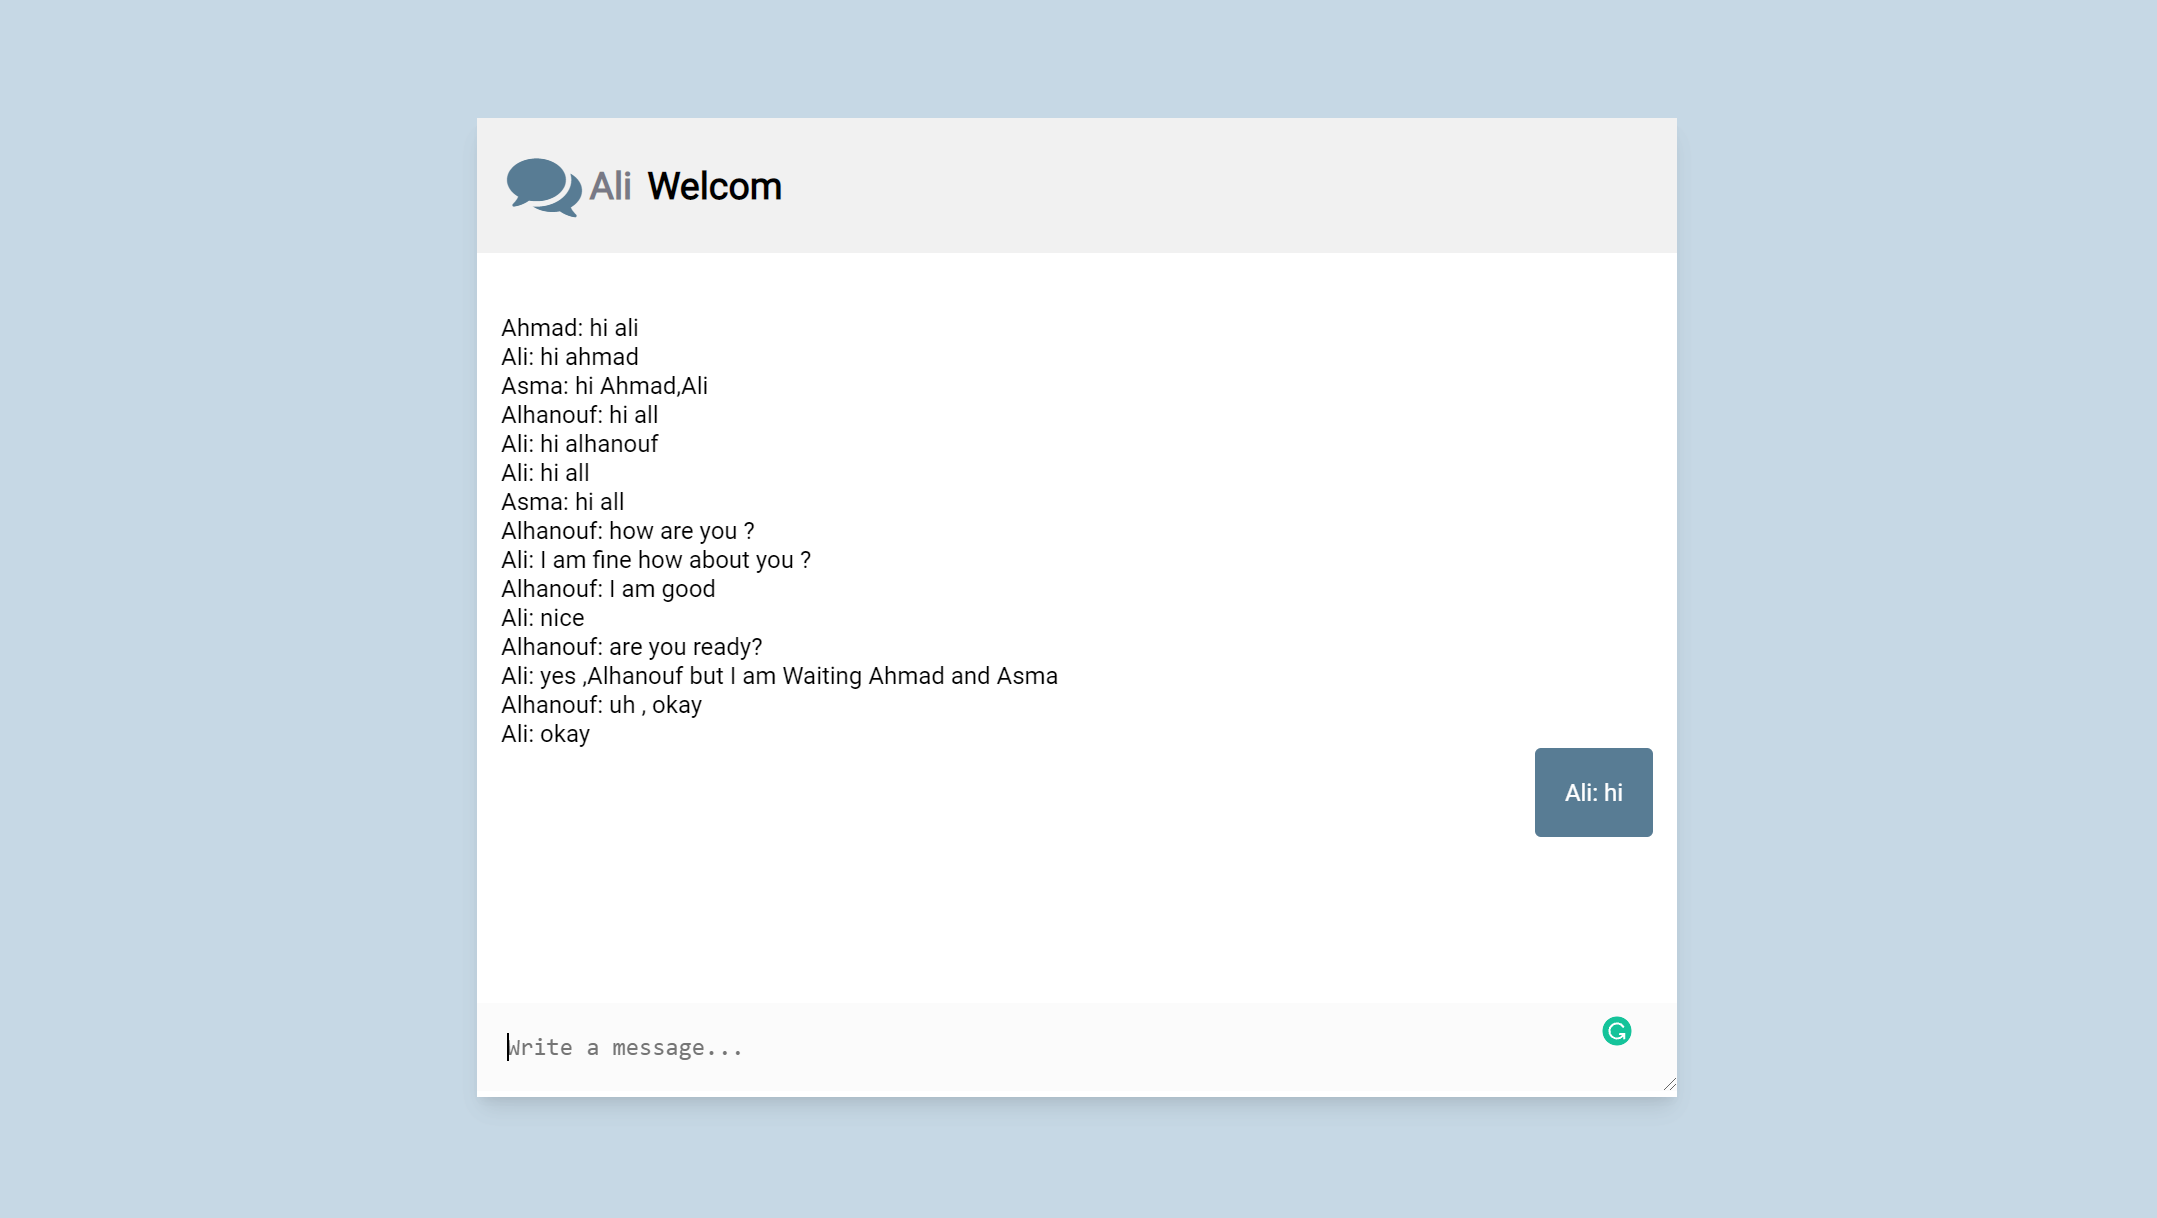 Ali Welcom
Ahmad: hi ali
Ali: hi ahmad
Asma: hi Ahmad,Ali
Alhanouf: hi all
Ali: hi alhanouf
Ali: hi all
Asma: hi all
Alhanouf: how are you ?
Ali: I am fine how about you ?
Alhanouf: I am good
Ali: nice
Alhanouf: are you ready?
Ali: yes ,Alhanouf but I am Waiting Ahmad and Asma
Alhanouf: uh , okay
Ali: okay
Ali: hi
Write a message...